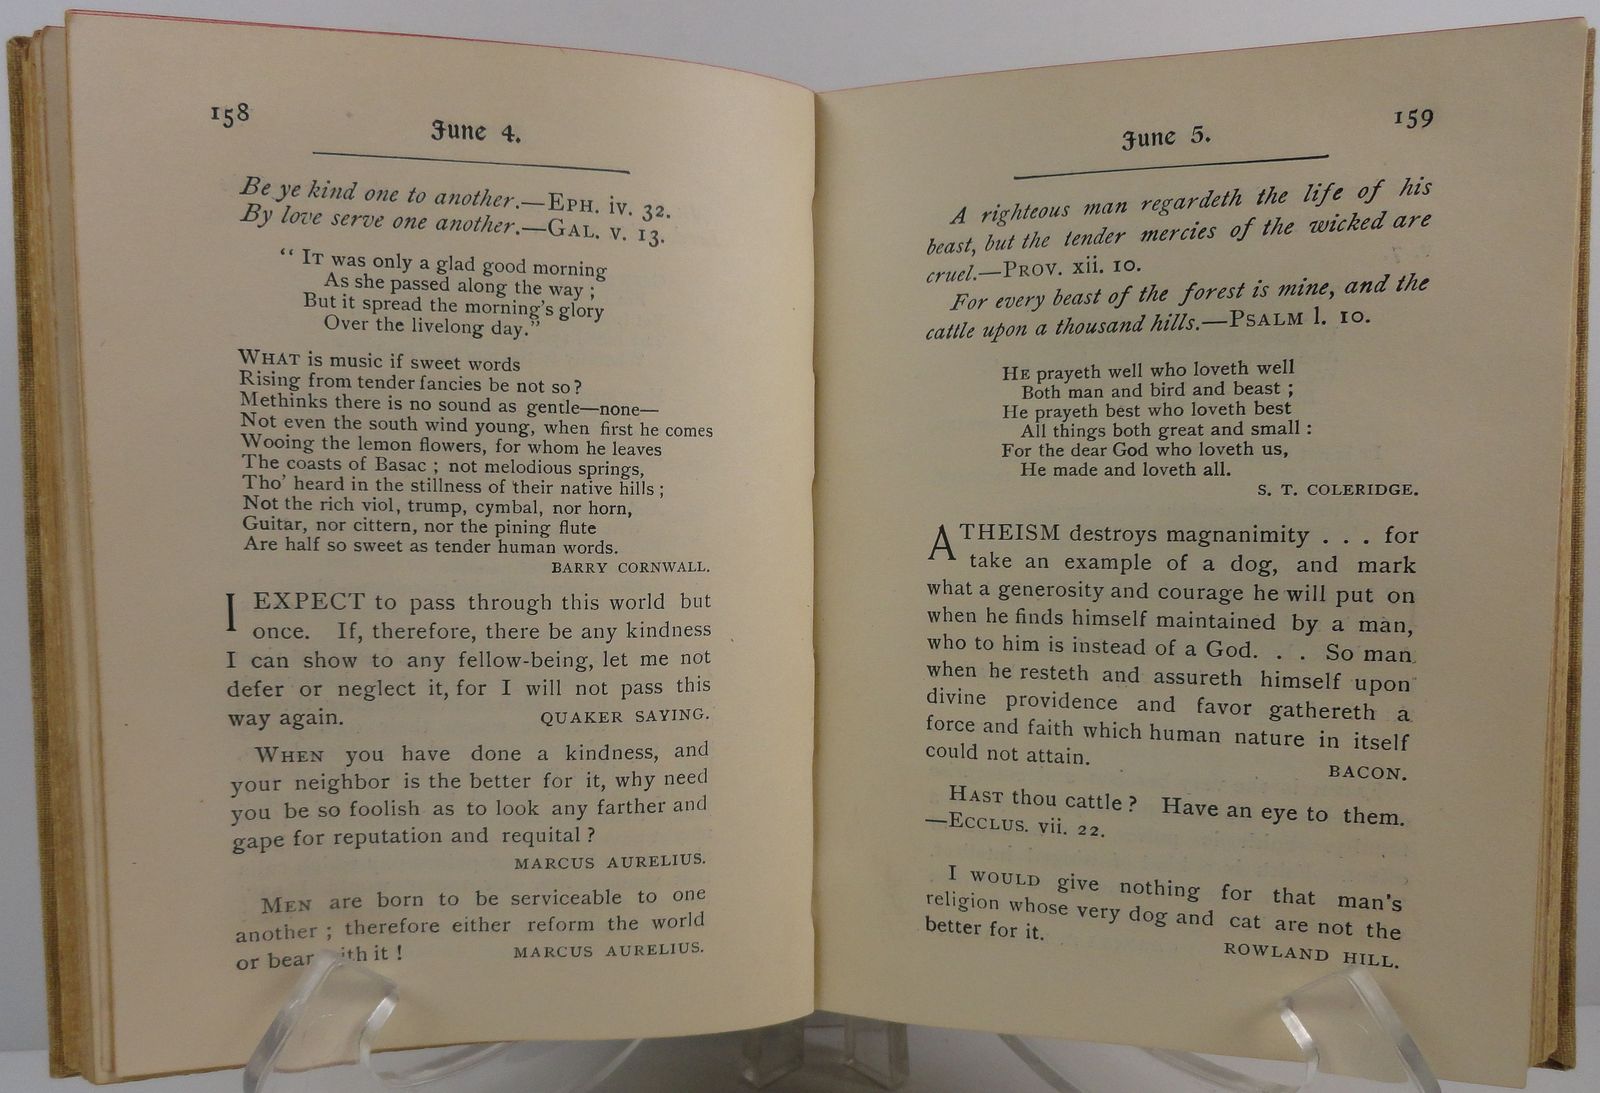 158
June 4.
Be ye kind one to another.—EPH. iv. 32.
By love serve one another.—GAL. v. 13.
“ IT was only a glad good morning
As she passed along the way ;
But it spread the morning's glory
Over the livelong day.”
WHAT is music if sweet words
Rising from tender fancies be not so?
Methinks there is no sound as gentle—none—
Not even the south wind young, when first he comes
Wooing the lemon flowers, for whom he leaves
The coasts of Basac ; not melodious springs,
Tho' heard in the stillness of their native hills ;
Not the rich viol, trump, cymbal, nor horn,
Guitar, nor cittern, nor the pining flute
Are half so sweet as tender human words.
BARRY CORNWALL.
I EXPECT to pass through this world but
once. If, therefore, there be any kindness
I can show to any fellow-being, let me not
defer or neglect it, for I will not pass this
way again. QUAKER SAYING.
WHEN you have done a kindness, and
your neighbor is the better for it, why need
you be so foolish as to look any farther and
gape for reputation and requital ?
MARCUS AURELIUS.
MEN are born to be serviceable to one
another ; therefore either reform the world
or bear with it ! MARCUS AURELIUS.
159
June 5.
A righteous man regardeth the life of his
beast, but the tender mercies of the wicked are
cruel.—PROV. xii. 10.
For every beast of the forest is mine, and the
cattle upon a thousand hills.—PSALM l. 10.
HE prayeth well who loveth well
Both man and bird and beast ;
He prayeth best who loveth best
All things both great and small :
For the dear God who loveth us,
He made and loveth all.
S. T. COLERIDGE.
ATHEISM destroys magnanimity . . . for
take an example of a dog, and mark
what a generosity and courage he will put on
when he finds himself maintained by a man,
who to him is instead of a God. . . So man
when he resteth and assureth himself upon
divine providence and favor gathereth a
force and faith which human nature in itself
could not attain.
BACON.
HAST thou cattle ? Have an eye to them.
—ECCLUS. vii. 22.
I WOULD give nothing for that man's
religion whose very dog and cat are not the
better for it.
ROWLAND HILL.